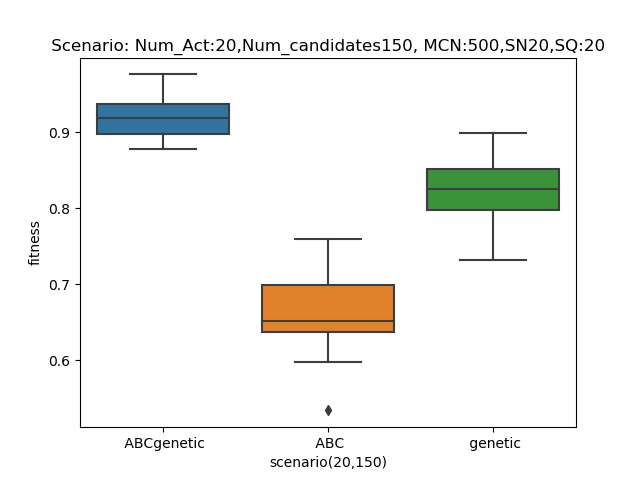 Scenario: Num_Act:20,Num_candidates150, MCN:500,SN20,SQ:20
0.9
0.8
0.7
0.6
fitness
ABCgenetic ABC genetic
scenario(20,150)